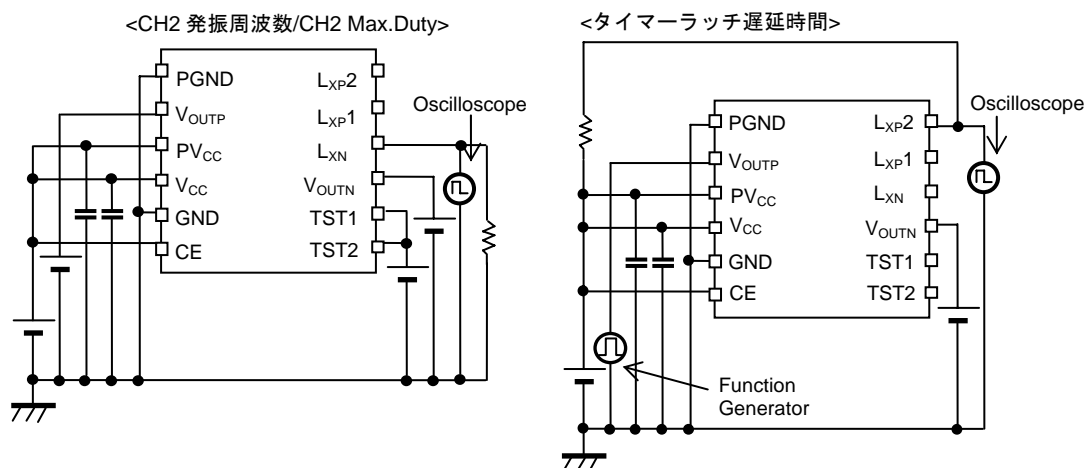 <CH2 発振周波数/CH2 Max.Duty>
PGND
VOUTP
PVCC
VCC
GND
CE
LXP2
LXP1
LXN
VOUTN
TST1
TST2
Oscilloscope
<タイマーラッチ遅延時間>
PGND
VOUTP
PVCC
VCC
GND
CE
LXP2
LXP1
LXN
VOUTN
TST1
TST2
Oscilloscope
Function
Generator